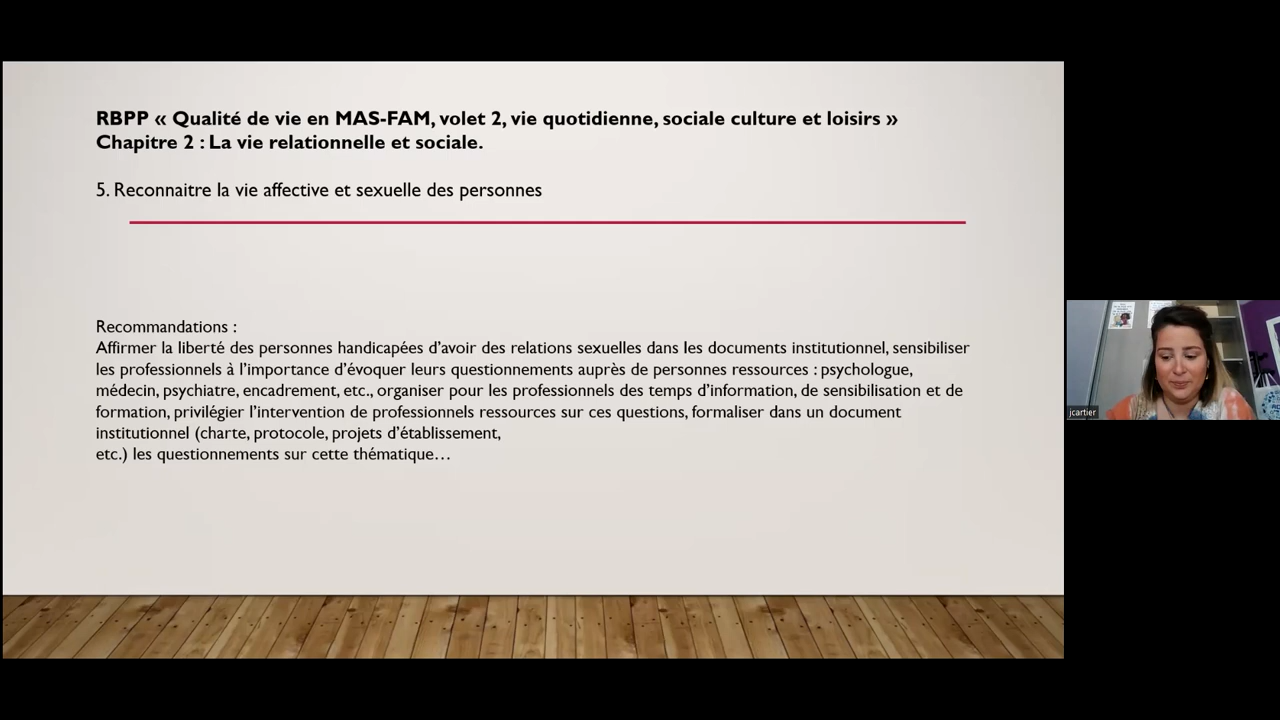 RBPP « Qualité de vie en MAS-FAM, volet 2, vie quotidienne, sociale culture et loisirs »
Chapitre 2 : La vie relationnelle et sociale.
5. Reconnaitre la vie affective et sexuelle des personnes
Recommandations :
Affirmer la liberté des personnes handicapées d’avoir des relations sexuelles dans les documents institutionnel, sensibiliser
les professionnels à l’importance d’évoquer leurs questionnements auprès de personnes ressources : psychologue,
médecin, psychiatre, encadrement, etc., organiser pour les professionnels des temps d’information, de sensibilisation et de
formation, privilégier l’intervention de professionnels ressources sur ces questions, formaliser dans un document
institutionnel (charte, protocole, projets d’établissement,
etc.) les questionnements sur cette thématique…
jcartier